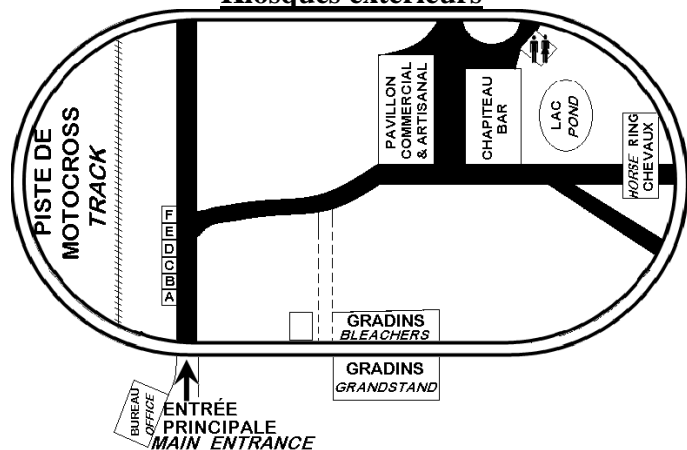 Kiosques extérieurs
PISTE DE
MOTOCROSS
TRACK
F
E
D
C
B
A
PAVILLON
COMMERCIAL
& ARTISANAL
CHAPITEAU
BAR
LAC
POND
HORSE RING
CHEVAUX
GRADINS
BLEACHERS
GRADINS
GRANDSTAND
BUREAU
OFFICE
ENTRÉE
PRINCIPALE
MAIN ENTRANCE